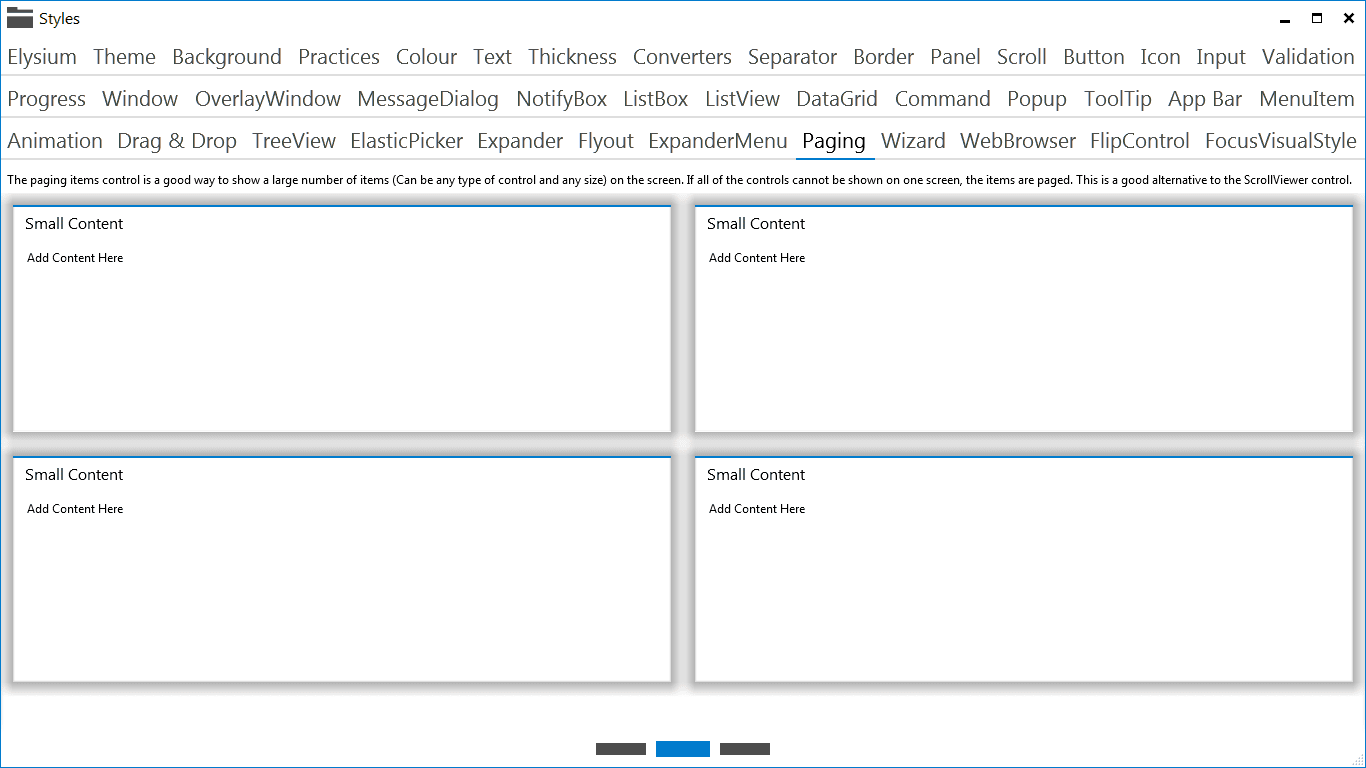 Styles
Elysium Theme Background Practices Colour Text Thickness Converters Separator Border Panel Scroll Button Icon Input Validation
Progress Window OverlayWindow MessageDialog NotifyBox ListBox ListView DataGrid Command Popup ToolTip App Bar MenuItem
Animation Drag & Drop TreeView ElasticPicker Expander Flyout ExpanderMenu Paging Wizard WebBrowser FlipControl FocusVisualStyle
The paging items control is a good way to show a large number of items (Can be any type of control and any size) on the screen. If all of the controls cannot be shown on one screen, the items are paged. This is a good alternative to the ScrollViewer control.
Small Content
Add Content Here
Small Content
Add Content Here
Small Content
Add Content Here
Small Content
Add Content Here